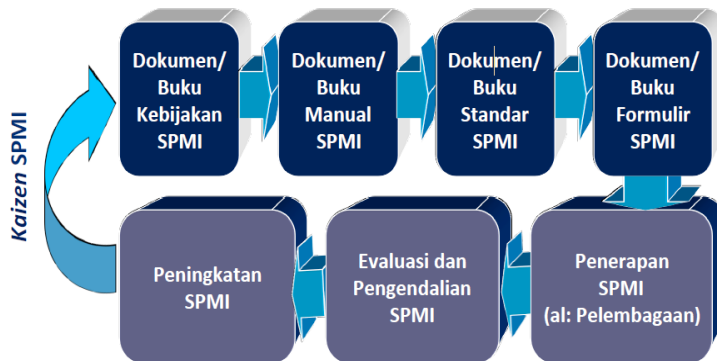 Dokumen/
Buku
Kebijakan
SPMI
Dokumen/
Buku
Manual
SPMI
Dokumen/
Buku
Standar
SPMI
Dokumen/
Buku
Formulir
SPMI
Kaizen SPMI
Peningkatan
SPMI
Evaluasi dan
Pengendalian
SPMI
Penerapan
SPMI
(al: Pelembagaan)